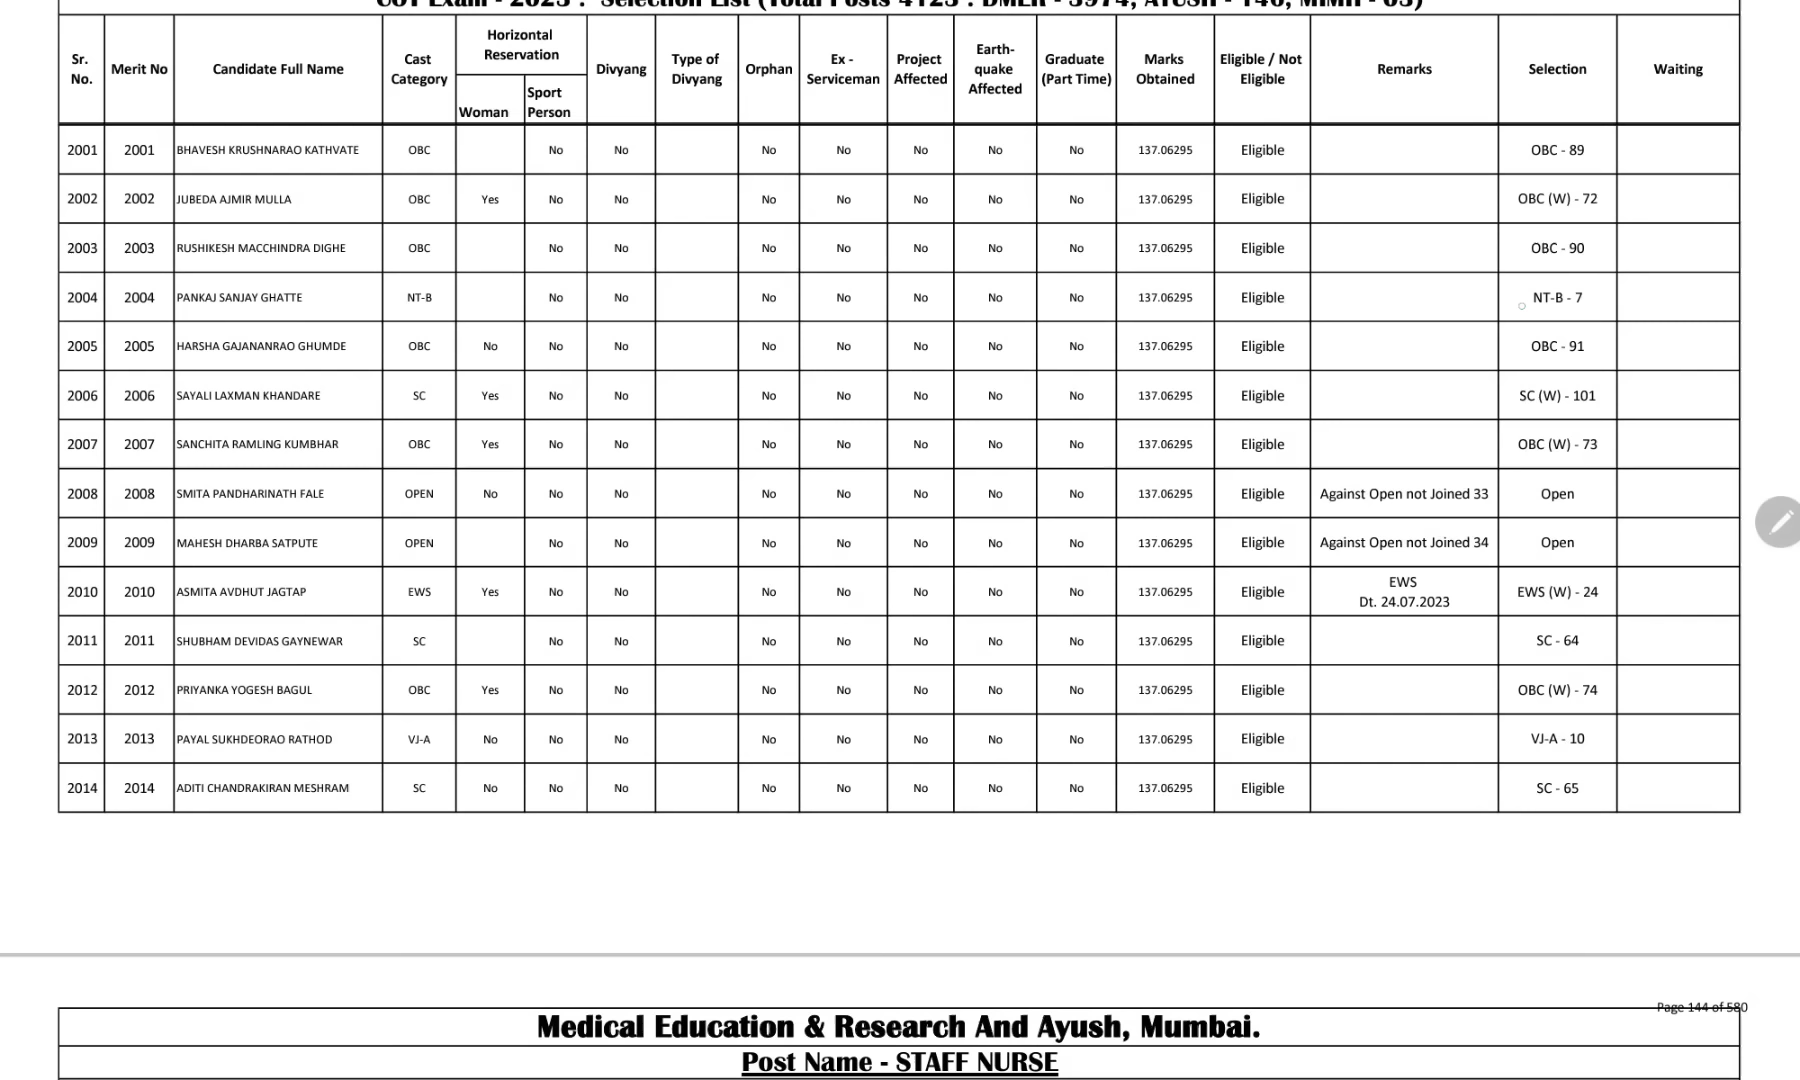 UGT Exam - 2023 : Selection List (Total Posts 4123 : DMER - 3974, AYUSH - 146, MIMH - 03)
Sr. No. Merit No Candidate Full Name Cast Category Horizontal Reservation Woman Sport Person Divyang Type of Divyang Orphan Ex - Serviceman Project Affected Earth-quake Affected Graduate (Part Time) Marks Obtained Eligible / Not Eligible Remarks Selection Waiting
2001 2001 BHAVESH KRUSHNARAO KATHVATE OBC No No No No No No No 137.06295 Eligible OBC - 89
2002 2002 JUBEDA AJMIR MULLA OBC Yes No No No No No No No 137.06295 Eligible OBC (W) - 72
2003 2003 RUSHIKESH MACCHINDRA DIGHE OBC No No No No No No No 137.06295 Eligible OBC - 90
2004 2004 PANKAJ SANJAY GHATTE NT-B No No No No No No No 137.06295 Eligible NT-B - 7
2005 2005 HARSHA GAJANANRAO GHUMDE OBC No No No No No No No No 137.06295 Eligible OBC - 91
2006 2006 SAYALI LAXMAN KHANDARE SC Yes No No No No No No No 137.06295 Eligible SC (W) - 101
2007 2007 SANCHITA RAMLING KUMBHAR OBC Yes No No No No No No No 137.06295 Eligible OBC (W) - 73
2008 2008 SMITA PANDHARINATH FALE OPEN No No No No No No No No 137.06295 Eligible Against Open not Joined 33 Open
2009 2009 MAHESH DHARBA SATPUTE OPEN No No No No No No No 137.06295 Eligible Against Open not Joined 34 Open
2010 2010 ASMITA AVDHUT JAGTAP EWS Yes No No No No No No No 137.06295 Eligible EWS Dt. 24.07.2023 EWS (W) - 24
2011 2011 SHUBHAM DEVIDAS GAYNEWAR SC No No No No No No No 137.06295 Eligible SC - 64
2012 2012 PRIYANKA YOGESH BAGUL OBC Yes No No No No No No No 137.06295 Eligible OBC (W) - 74
2013 2013 PAYAL SUKHDEORAO RATHOD VJ-A No No No No No No No No 137.06295 Eligible VJ-A - 10
2014 2014 ADITI CHANDRAKIRAN MESHRAM SC No No No No No No No No 137.06295 Eligible SC - 65
Page 144 of 580
Medical Education & Research And Ayush, Mumbai.
Post Name - STAFF NURSE